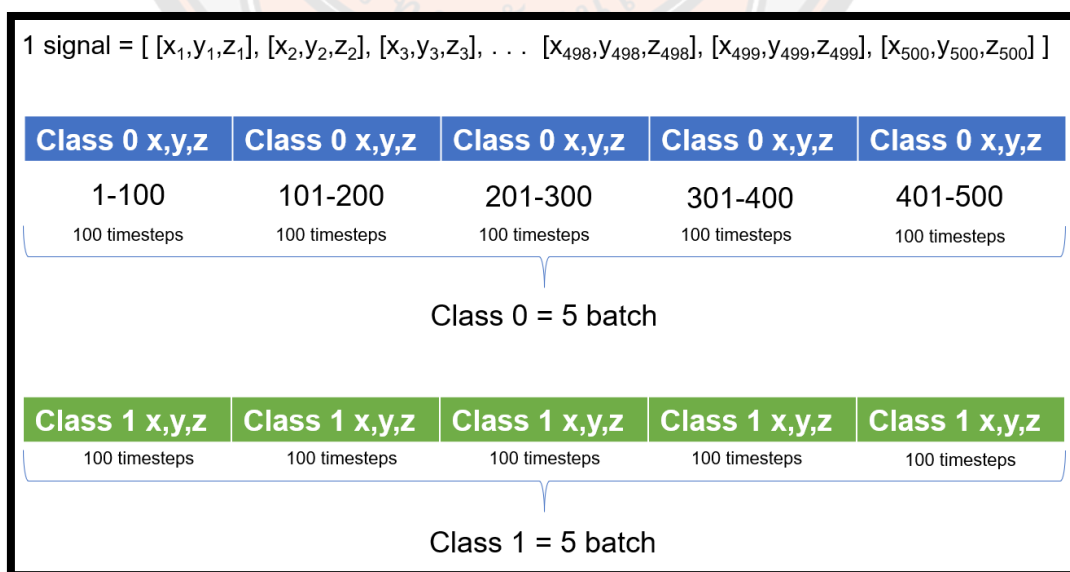 1 signal = [ [x₁,y₁,z₁], [x₂,y₂,z₂], [x₃,y₃,z₃], . . . [x₄₉₈,y₄₉₈,z₄₉₈], [x₄₉₉,y₄₉₉,z₄₉₉], [x₅₀₀,y₅₀₀,z₅₀₀] ]
Class 0 x,y,z Class 0 x,y,z Class 0 x,y,z Class 0 x,y,z Class 0 x,y,z
1-100 101-200 201-300 301-400 401-500
100 timesteps 100 timesteps 100 timesteps 100 timesteps 100 timesteps
Class 0 = 5 batch
Class 1 x,y,z Class 1 x,y,z Class 1 x,y,z Class 1 x,y,z Class 1 x,y,z
100 timesteps 100 timesteps 100 timesteps 100 timesteps 100 timesteps
Class 1 = 5 batch